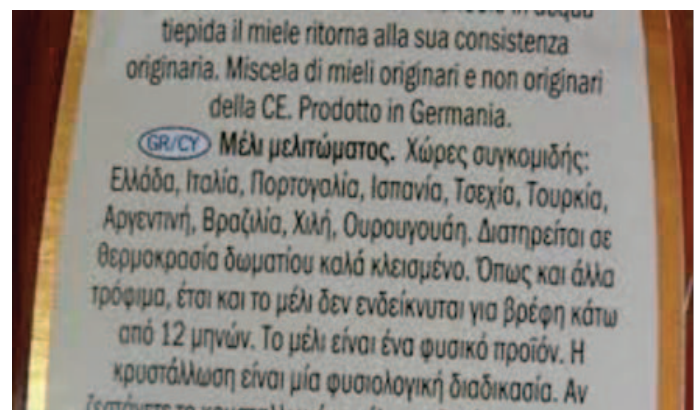 tiepida il miele ritorna alla sua consistenza
originaria. Miscela di mieli originari e non originari
della CE. Prodotto in Germania.
GR/CY Μέλι μελιτώματος. Χώρες συγκομιδής:
Ελλάδα, Ιταλία, Πορτογαλία, Ισπανία, Τσεχία, Τουρκία,
Αργεντινή, Βραζιλία, Χιλή, Ουρουγουάη. Διατηρείται σε
θερμοκρασία δωματίου καλά κλεισμένο. Όπως και άλλα
τρόφιμα, έτσι και το μέλι δεν ενδείκνυται για βρέφη κάτω
από 12 μηνών. Το μέλι είναι ένα φυσικό προϊόν. Η
κρυστάλλωση είναι μία φυσιολογική διαδικασία. Αν